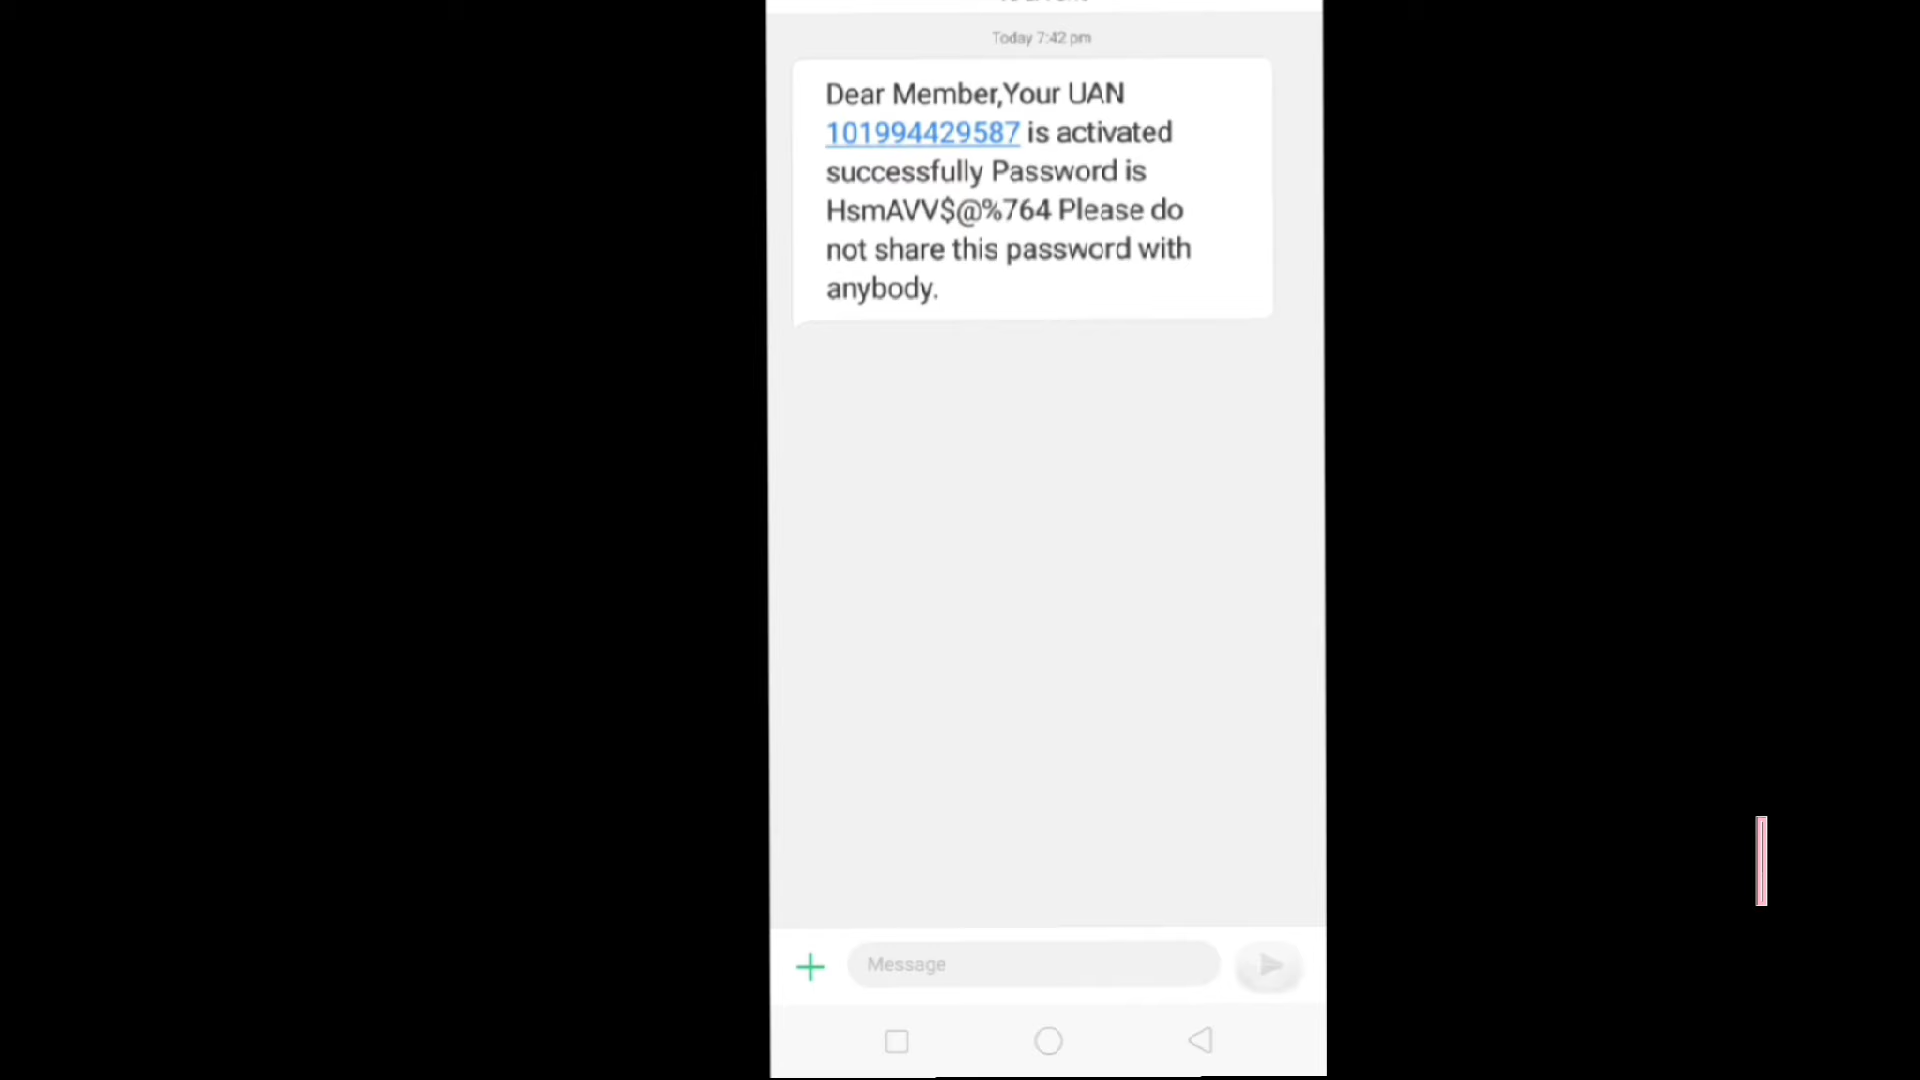 Today 7:42 pm
Dear Member,Your UAN
101994429587 is activated
successfully Password is
HsmAVV$@%764 Please do
not share this password with
anybody.
Message